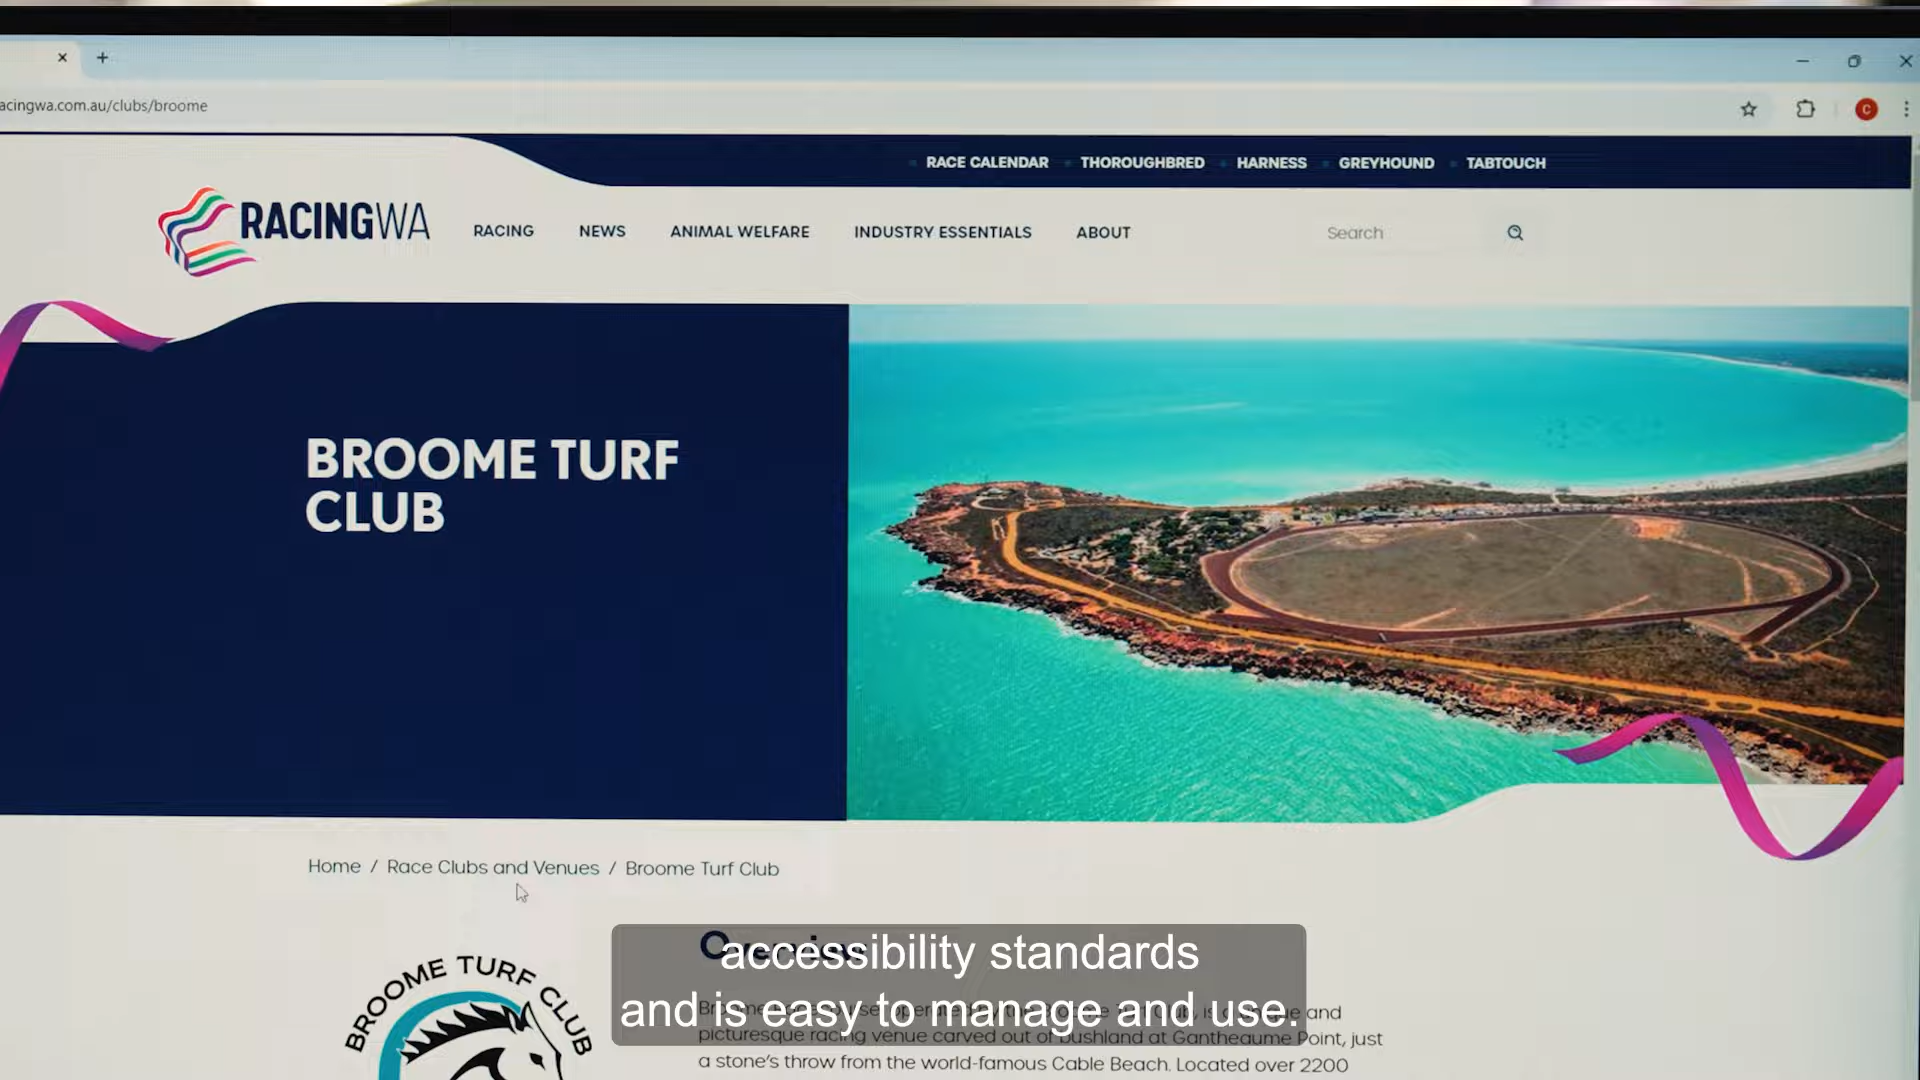 acingwa.com.au/clubs/broome
C
RACE CALENDAR THOROUGHBRED HARNESS GREYHOUND TABTOUCH
RACINGWA
RACING NEWS ANIMAL WELFARE INDUSTRY ESSENTIALS ABOUT
Search
BROOME TURF
CLUB
Home / Race Clubs and Venues / Broome Turf Club
BROOME TURF CLUB
Overview
accessibility standards
and is easy to manage and use.
Broome and
picturesque racing venue carved out of bushland at Gantheaume Point, just
a stone's throw from the world-famous Cable Beach. Located over 2200